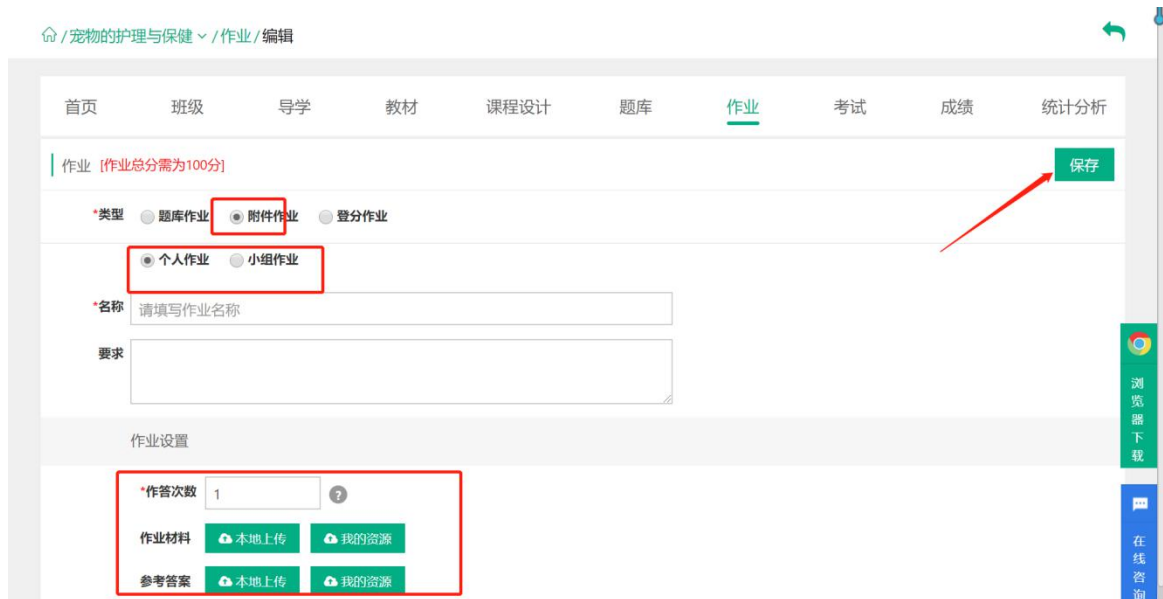 /宠物的护理与保健/作业/编辑
首页 班级 导学 教材 课程设计 题库 作业 考试 成绩 统计分析
作业 [作业总分需为100分] 保存
*类型 题库作业 附件作业 登分作业
个人作业 小组作业
*名称 请填写作业名称
要求
作业设置
*作答次数 1 ?
作业材料 本地上传 我的资源
参考答案 本地上传 我的资源
浏览器下载
在线咨询